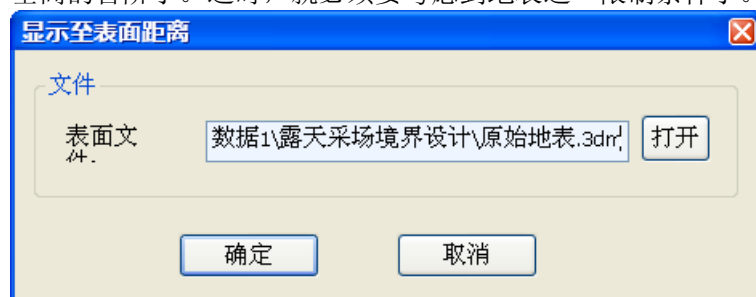 显示至表面距离
文件
表面文件:
数据1\露天采场境界设计\原始地表.3dm
打开
确定
取消